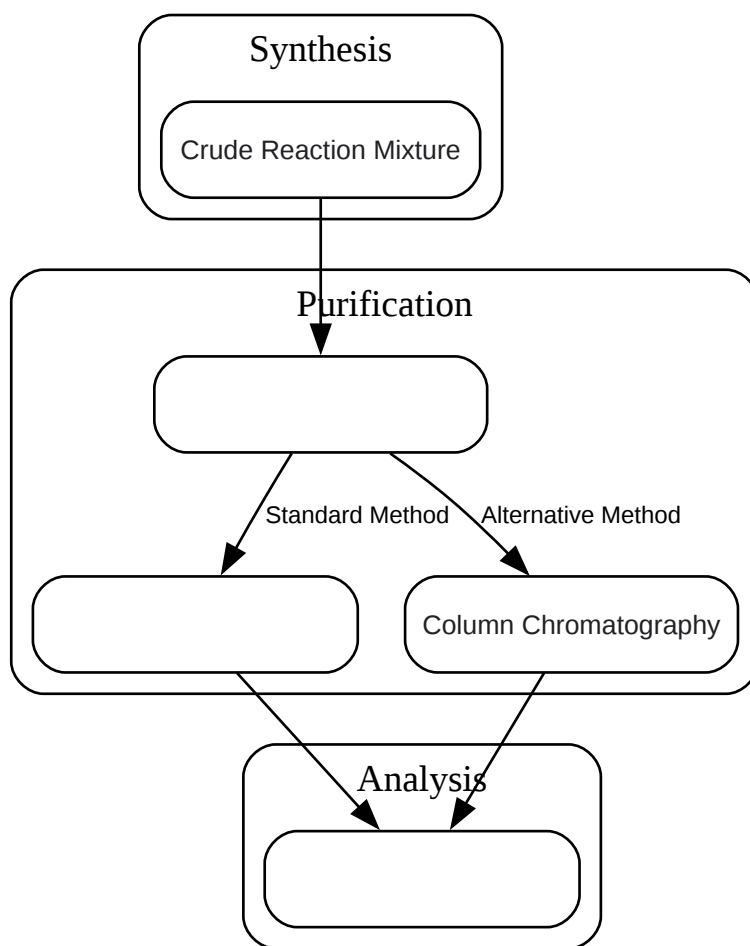 Synthesis
Crude Reaction Mixture
Purification
Standard Method
Alternative Method
Column Chromatography
Analysis